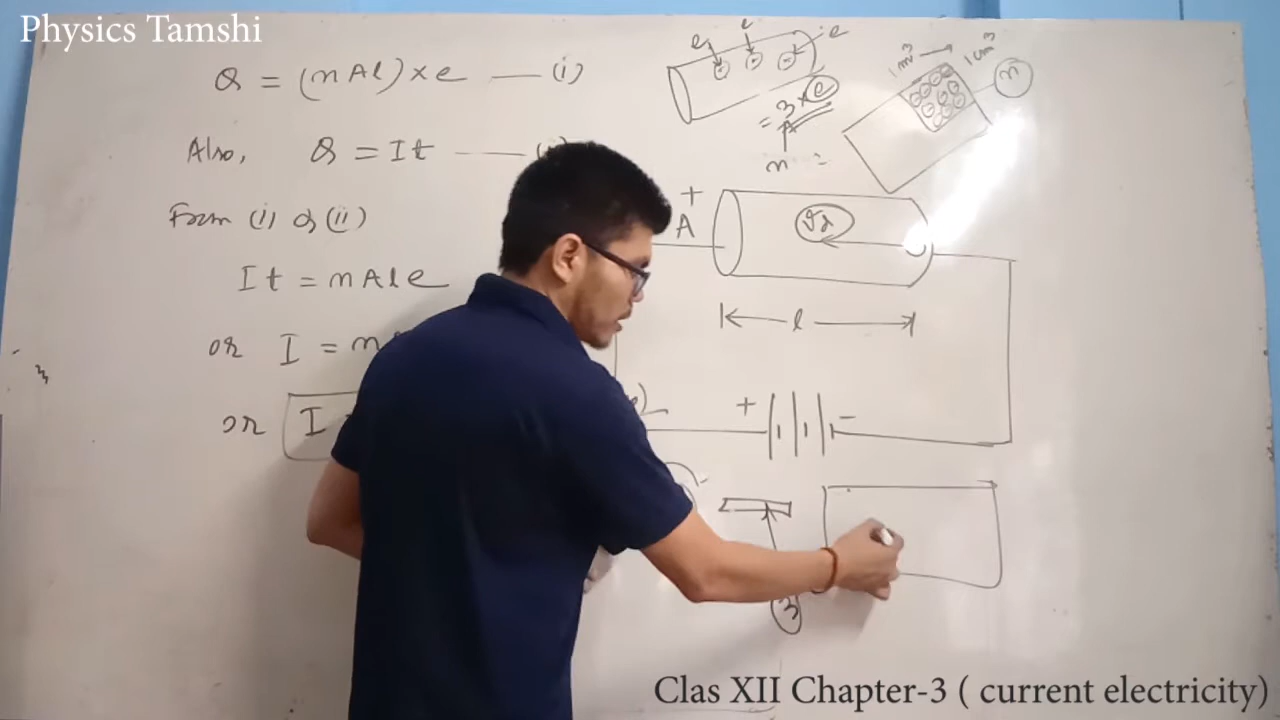 Physics Tamshi
Q = (nAl) × e — (i)
Also, Q = It —
From (i) & (ii)
It = nAle
or I = n
or I
e e e
= 3 × e
n =
1m³ 1cm³
n
+
A
vd
l
+ −
3
Clas XII Chapter-3 ( current electricity)